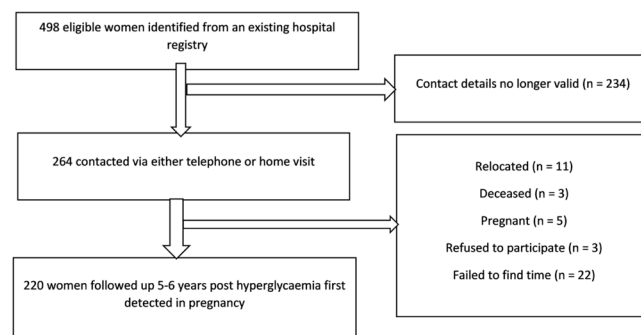 498 eligible women identified from an existing hospital
registry
Contact details no longer valid (n = 234)
264 contacted via either telephone or home visit
Relocated (n = 11)
Deceased (n = 3)
Pregnant (n = 5)
Refused to participate (n = 3)
Failed to find time (n = 22)
220 women followed up 5-6 years post hyperglycaemia first
detected in pregnancy